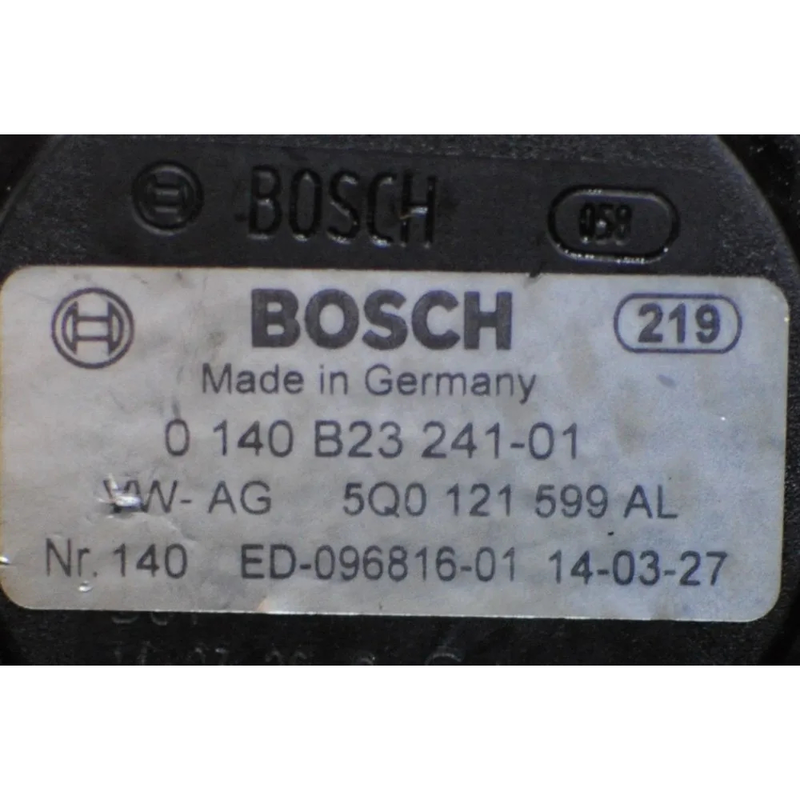 BOSCH 058
BOSCH 219
Made in Germany
0 140 B23 241-01
VW- AG 5Q0 121 599 AL
Nr. 140 ED-096816-01 14-03-27